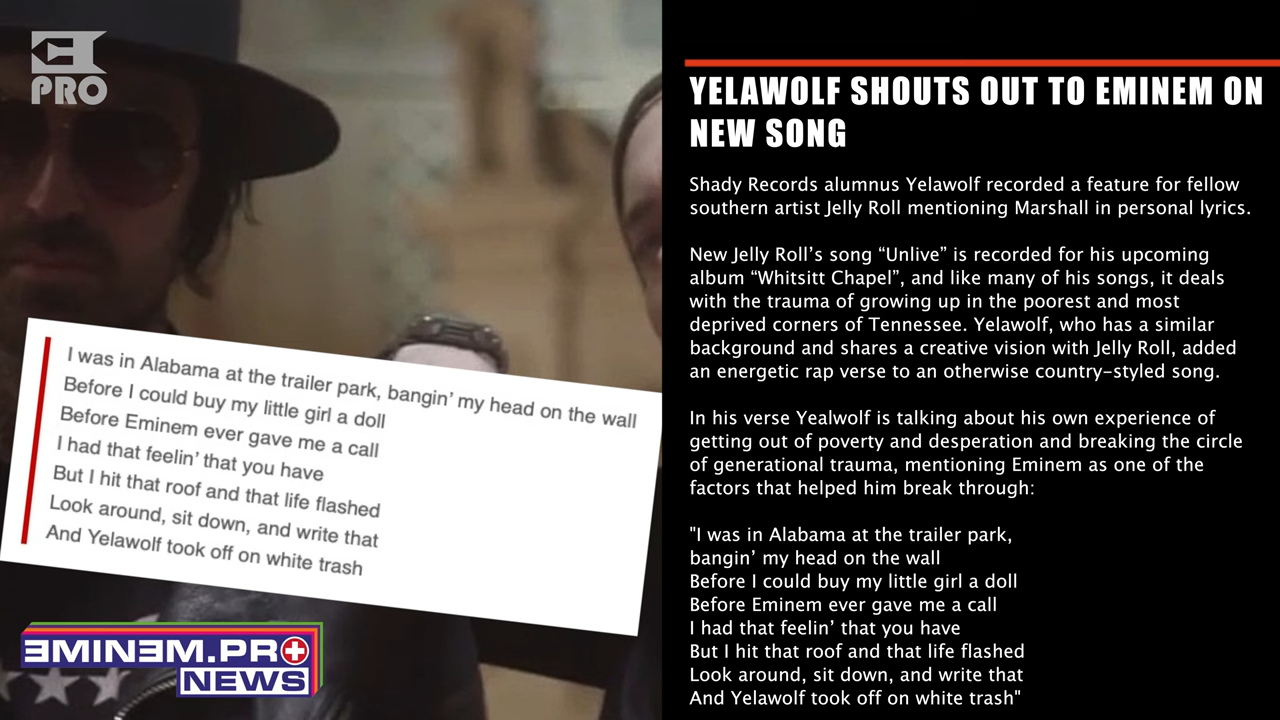 PRO
I was in Alabama at the trailer park, bangin' my head on the wall
Before I could buy my little girl a doll
Before Eminem ever gave me a call
I had that feelin' that you have
But I hit that roof and that life flashed
Look around, sit down, and write that
And Yelawolf took off on white trash
EMINEM.PRO
NEWS
YELAWOLF SHOUTS OUT TO EMINEM ON
NEW SONG
Shady Records alumnus Yelawolf recorded a feature for fellow
southern artist Jelly Roll mentioning Marshall in personal lyrics.
New Jelly Roll's song “Unlive” is recorded for his upcoming
album “Whitsitt Chapel”, and like many of his songs, it deals
with the trauma of growing up in the poorest and most
deprived corners of Tennessee. Yelawolf, who has a similar
background and shares a creative vision with Jelly Roll, added
an energetic rap verse to an otherwise country-styled song.
In his verse Yealwolf is talking about his own experience of
getting out of poverty and desperation and breaking the circle
of generational trauma, mentioning Eminem as one of the
factors that helped him break through:
"I was in Alabama at the trailer park,
bangin' my head on the wall
Before I could buy my little girl a doll
Before Eminem ever gave me a call
I had that feelin' that you have
But I hit that roof and that life flashed
Look around, sit down, and write that
And Yelawolf took off on white trash"